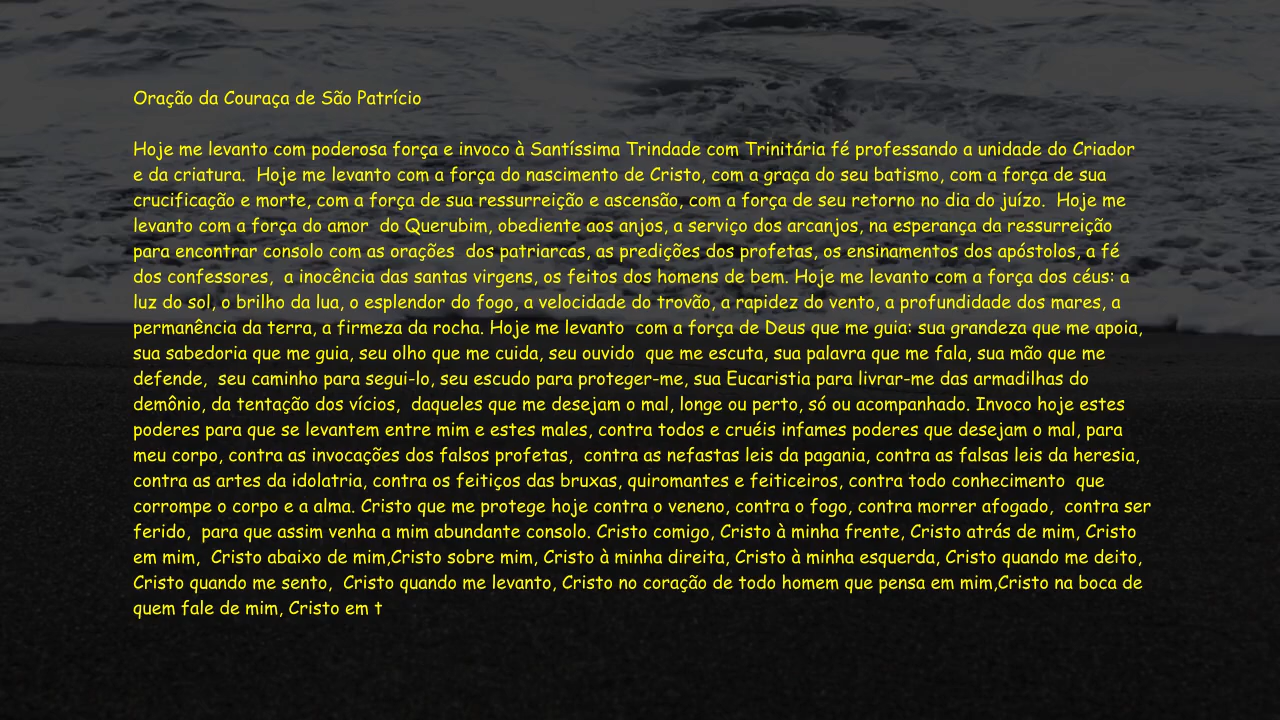 Oração da Couraça de São Patrício
Hoje me levanto com poderosa força e invoco à Santíssima Trindade com Trinitária fé professando a unidade do Criador
e da criatura.  Hoje me levanto com a força do nascimento de Cristo, com a graça do seu batismo, com a força de sua
crucificação e morte, com a força de sua ressurreição e ascensão, com a força de seu retorno no dia do juízo.  Hoje me
levanto com a força do amor  do Querubim, obediente aos anjos, a serviço dos arcanjos, na esperança da ressurreição
para encontrar consolo com as orações  dos patriarcas, as predições dos profetas, os ensinamentos dos apóstolos, a fé
dos confessores,  a inocência das santas virgens, os feitos dos homens de bem. Hoje me levanto com a força dos céus: a
luz do sol, o brilho da lua, o esplendor do fogo, a velocidade do trovão, a rapidez do vento, a profundidade dos mares, a
permanência da terra, a firmeza da rocha. Hoje me levanto  com a força de Deus que me guia: sua grandeza que me apoia,
sua sabedoria que me guia, seu olho que me cuida, seu ouvido  que me escuta, sua palavra que me fala, sua mão que me
defende,  seu caminho para segui-lo, seu escudo para proteger-me, sua Eucaristia para livrar-me das armadilhas do
demônio, da tentação dos vícios,  daqueles que me desejam o mal, longe ou perto, só ou acompanhado. Invoco hoje estes
poderes para que se levantem entre mim e estes males, contra todos e cruéis infames poderes que desejam o mal, para
meu corpo, contra as invocações dos falsos profetas,  contra as nefastas leis da pagania, contra as falsas leis da heresia,
contra as artes da idolatria, contra os feitiços das bruxas, quiromantes e feiticeiros, contra todo conhecimento  que
corrompe o corpo e a alma. Cristo que me protege hoje contra o veneno, contra o fogo, contra morrer afogado,  contra ser
ferido,  para que assim venha a mim abundante consolo. Cristo comigo, Cristo à minha frente, Cristo atrás de mim, Cristo
em mim,  Cristo abaixo de mim,Cristo sobre mim, Cristo à minha direita, Cristo à minha esquerda, Cristo quando me deito,
Cristo quando me sento,  Cristo quando me levanto, Cristo no coração de todo homem que pensa em mim,Cristo na boca de
quem fale de mim, Cristo em t